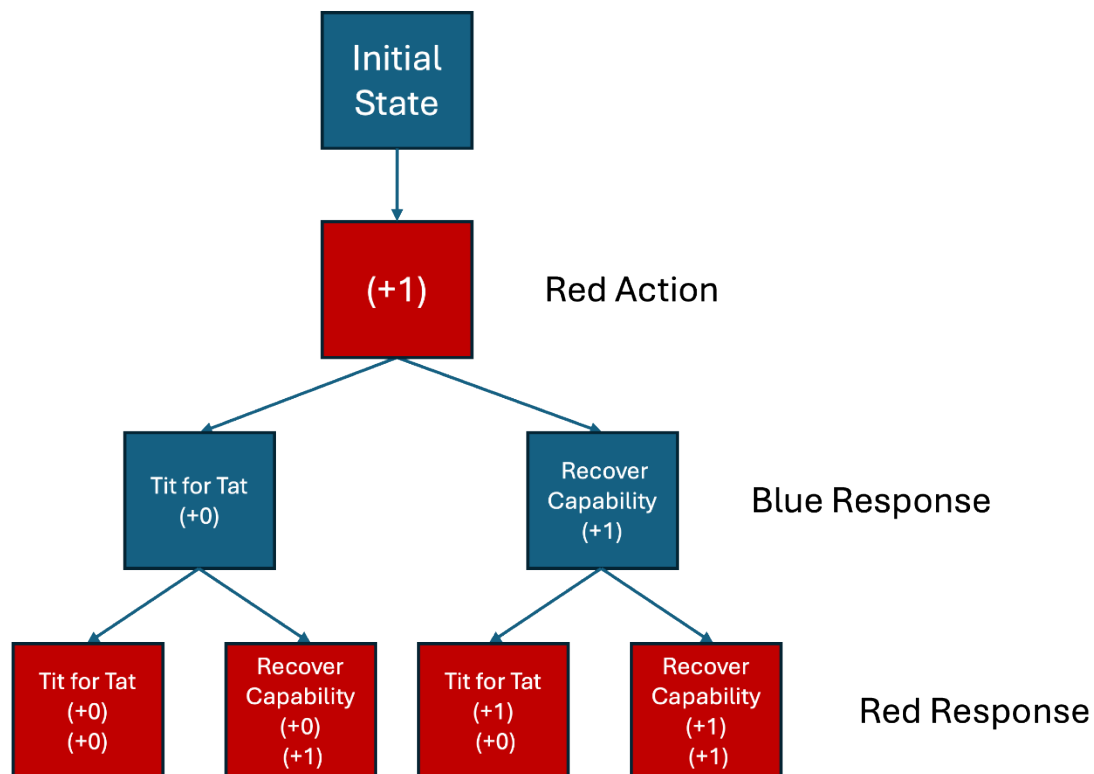 Initial
State
(+1)
Red Action
Tit for Tat
(+0)
Recover
Capability
(+1)
Blue Response
Tit for Tat
(+0)
(+0)
Recover
Capability
(+0)
(+1)
Tit for Tat
(+1)
(+0)
Recover
Capability
(+1)
(+1)
Red Response